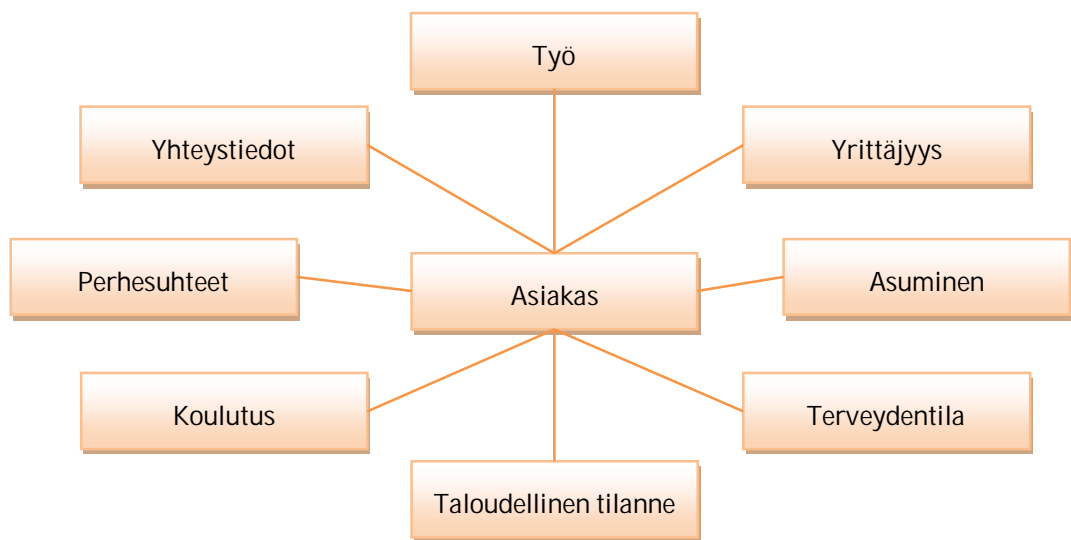 Työ
Yhteystiedot
Yrittäjyys
Perhesuhteet
Asiakas
Asuminen
Koulutus
Terveydentila
Taloudellinen tilanne